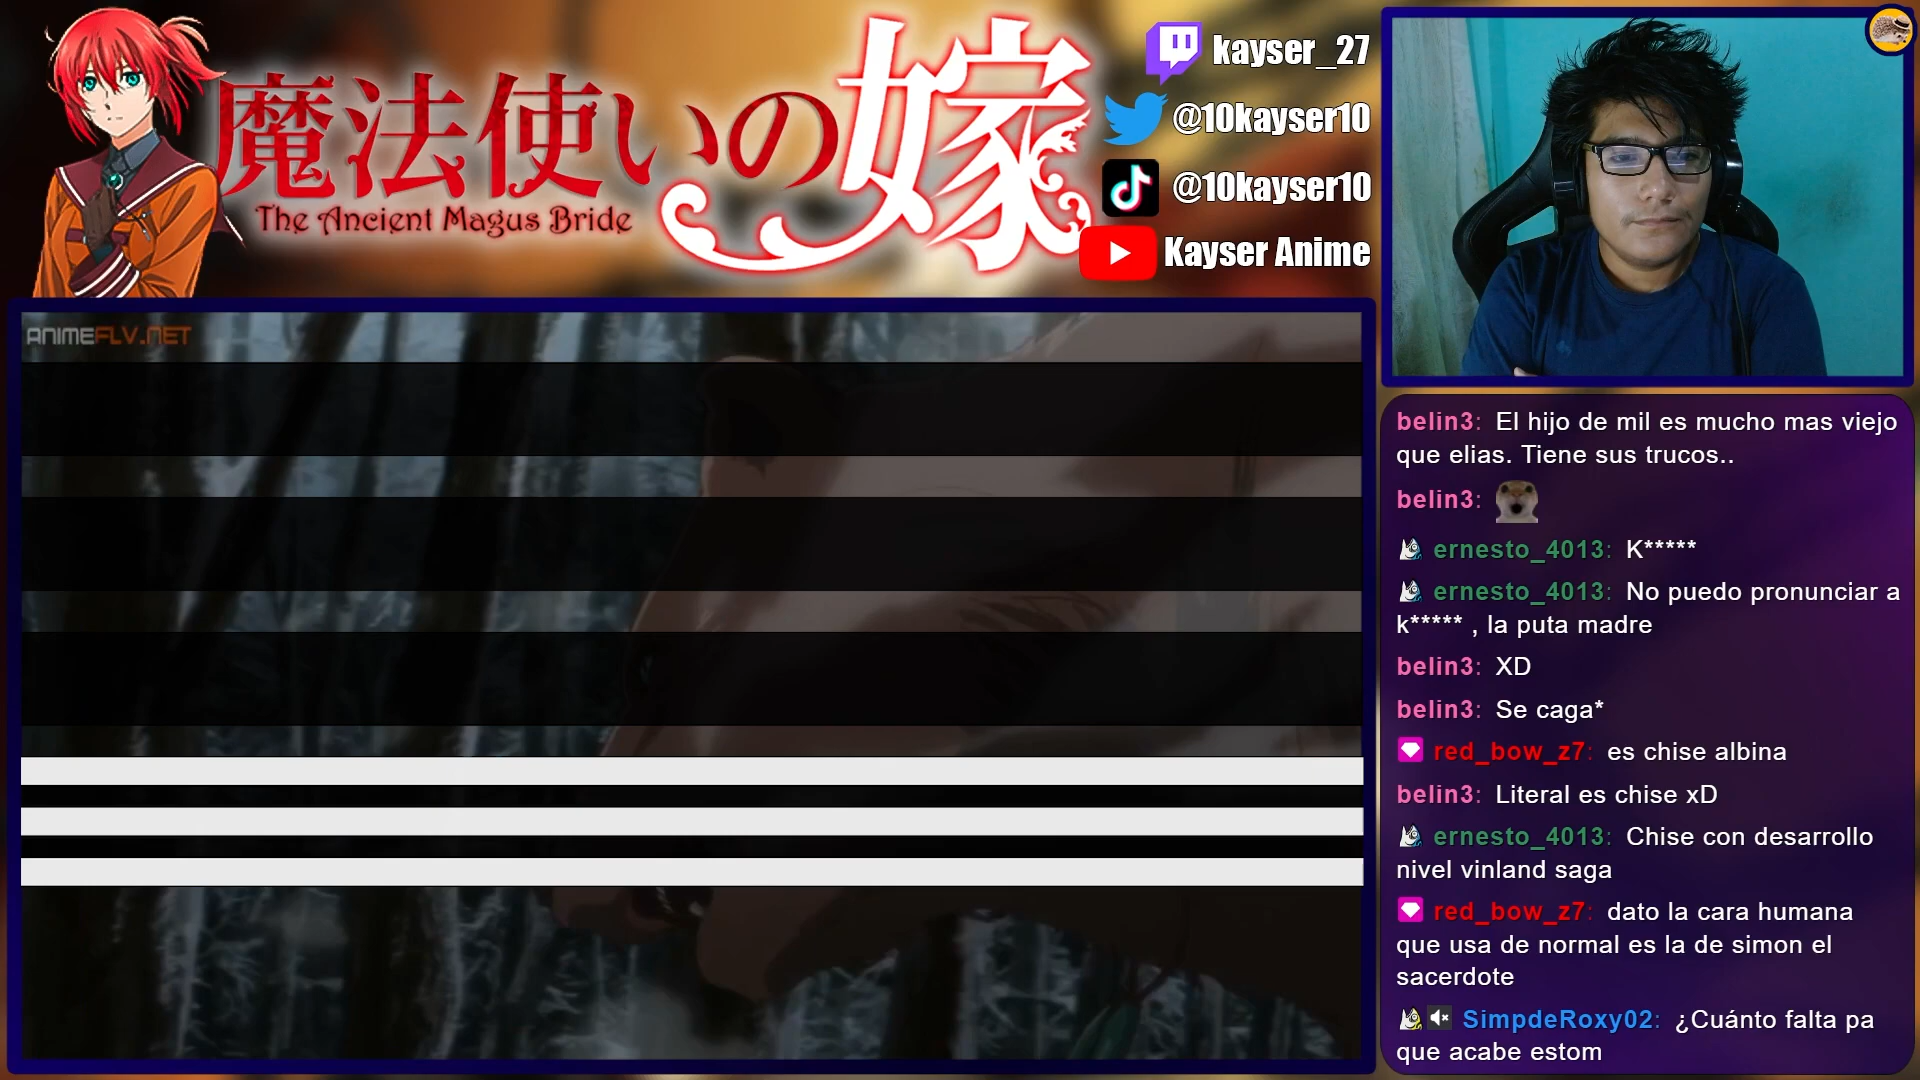 魔法使いの嫁
The Ancient Magus Bride
kayser_27
@10kayser10
@10kayser10
Kayser Anime
ANIMEFLV.NET
belin3: El hijo de mil es mucho mas viejo
que elias. Tiene sus trucos..
belin3:
ernesto_4013: K*****
ernesto_4013: No puedo pronunciar a
k***** , la puta madre
belin3: XD
belin3: Se caga*
red_bow_z7: es chise albina
belin3: Literal es chise xD
ernesto_4013: Chise con desarrollo
nivel vinland saga
red_bow_z7: dato la cara humana
que usa de normal es la de simon el
sacerdote
SimpdeRoxy02: ¿Cuánto falta pa
que acabe estom